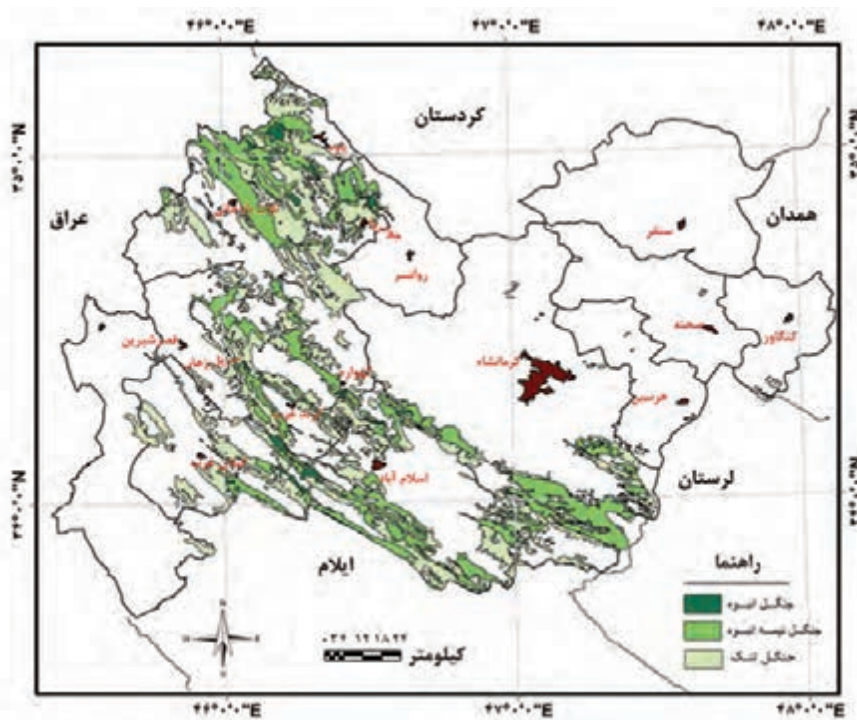 ۴۶°۰'۰"E ۴۷°۰'۰"E ۴۸°۰'۰"E
کردستان
همدان
عراق
سنقر
روانسر
صحنه
کنگاور
قصر شیرین
کرمانشاه
هرسین
اسلام آباد
لرستان
ایلام
راهنما
جنگل انبوه
جنگل نیمه انبوه
جنگل تنک
کیلومتر
۴۶°۰'۰"E ۴۷°۰'۰"E ۴۸°۰'۰"E